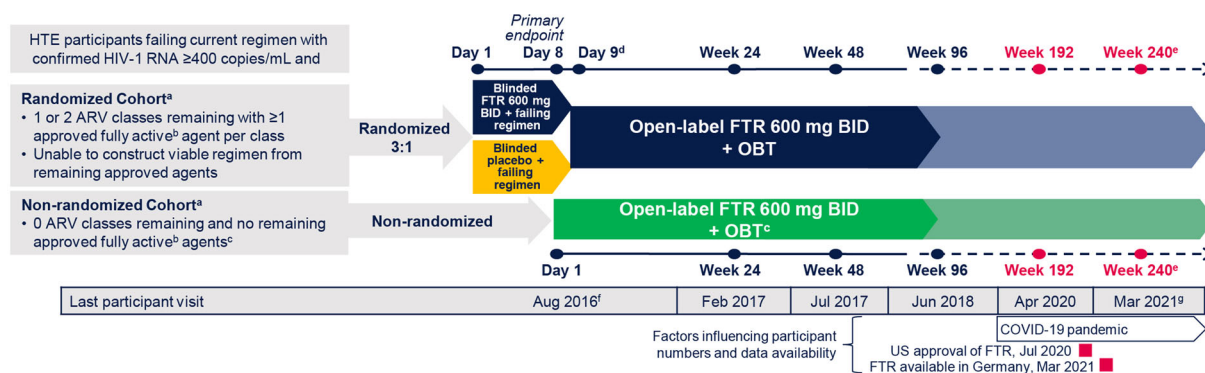 HTE participants failing current regimen with
confirmed HIV-1 RNA ≥400 copies/mL and
Primary
endpoint
Day 1
Day 8
Day 9d
Week 24
Week 48
Week 96
Week 192
Week 240e
Randomized Cohorta
• 1 or 2 ARV classes remaining with ≥1
approved fully activeb agent per class
• Unable to construct viable regimen from
remaining approved agents
Randomized
3:1
Blinded
FTR 600 mg
BID + failing
regimen
Blinded
placebo +
failing
regimen
Open-label FTR 600 mg BID
+ OBT
Non-randomized Cohorta
• 0 ARV classes remaining and no remaining
approved fully activeb agentsc
Non-randomized
Open-label FTR 600 mg BID
+ OBTc
Day 1
Week 24
Week 48
Week 96
Week 192
Week 240e
Last participant visit
Aug 2016f
Feb 2017
Jul 2017
Jun 2018
Apr 2020
Mar 2021g
Factors influencing participant
numbers and data availability
COVID-19 pandemic
US approval of FTR, Jul 2020
FTR available in Germany, Mar 2021